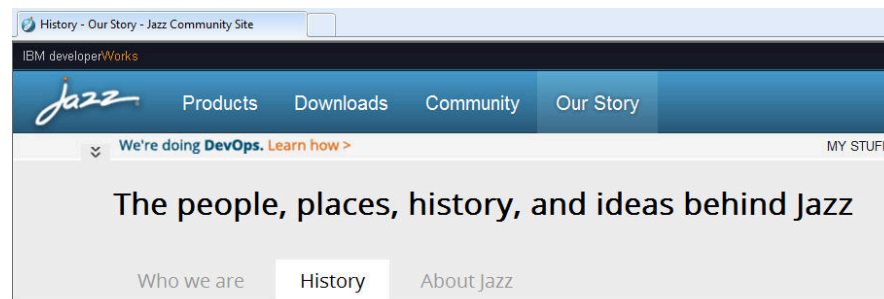 History - Our Story - Jazz Community Site
IBM developerWorks
Jazz Products Downloads Community Our Story
We're doing DevOps. Learn how > MY STUF
The people, places, history, and ideas behind Jazz
Who we are History About Jazz